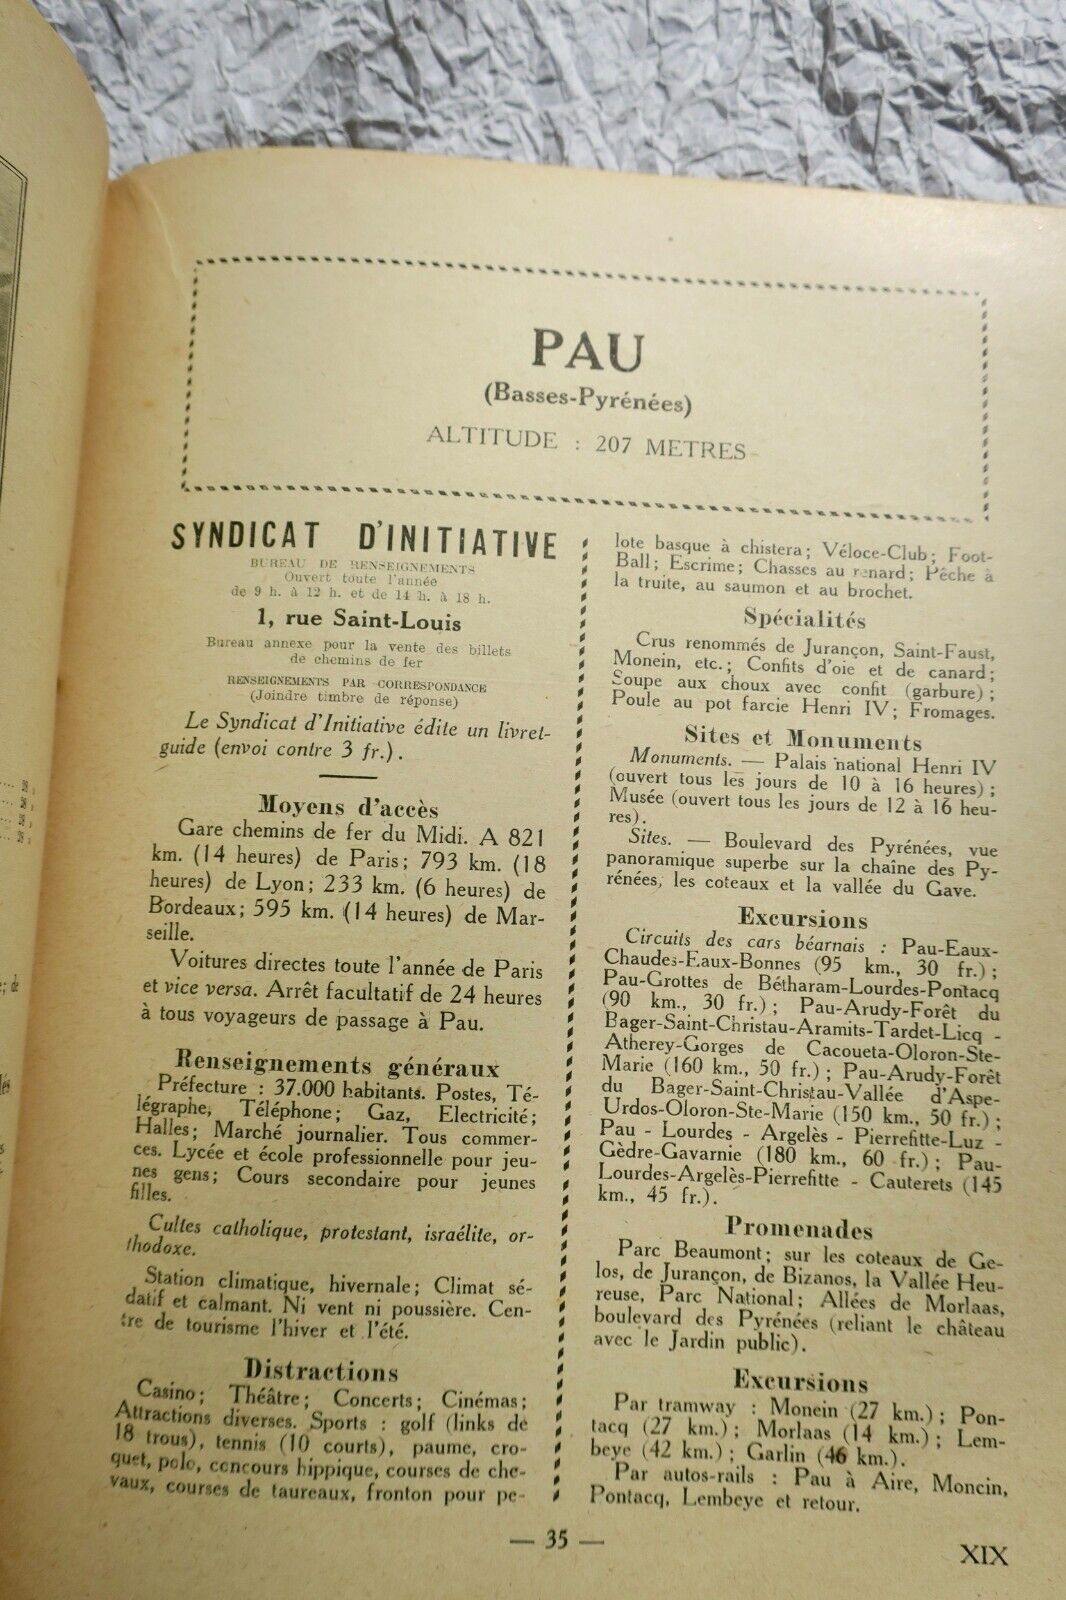 PAU
(Basses-Pyrénées)
ALTITUDE : 207 METRES
SYNDICAT D'INITIATIVE
BUREAU DE RENSEIGNEMENTS
Ouvert toute l'année
de 9 h. à 12 h. et de 14 h. à 18 h.
1, rue Saint-Louis
Bureau annexe pour la vente des billets
de chemins de fer
RENSEIGNEMENTS PAR CORRESPONDANCE
(Joindre timbre de réponse)
Le Syndicat d'Initiative édite un livret-
guide (envoi contre 3 fr.).
Moyens d'accès
Gare chemins de fer du Midi. A 821
km. (14 heures) de Paris; 793 km. (18
heures) de Lyon; 233 km. (6 heures) de
Bordeaux; 595 km. (14 heures) de Mar-
seille.
Voitures directes toute l'année de Paris
et vice versa. Arrêt facultatif de 24 heures
à tous voyageurs de passage à Pau.
Renseignements généraux
Préfecture : 37.000 habitants. Postes, Té-
légraphe, Téléphone; Gaz, Electricité;
Halles; Marché journalier. Tous commer-
ces. Lycée et école professionnelle pour jeu-
nes gens; Cours secondaire pour jeunes
filles.
Cultes catholique, protestant, israélite, or-
thodoxe.
Station climatique, hivernale; Climat sé-
datif et calmant. Ni vent ni poussière. Cen-
tre de tourisme l'hiver et l'été.
Distractions
Casino; Théâtre; Concerts; Cinémas;
Attractions diverses. Sports : golf (links de
18 trous), tennis (10 courts), paume, cro-
quet, polo, concours hippique, courses de che-
vaux, courses de taureaux, fronton pour pe-
lote basque à chistera; Véloce-Club; Foot-
Ball; Escrime; Chasses au renard; Pêche à
la truite, au saumon et au brochet.
Spécialités
Crus renommés de Jurançon, Saint-Faust,
Monein, etc.; Confits d'oie et de canard;
Soupe aux choux avec confit (garbure);
Poule au pot farcie Henri IV; Fromages.
Sites et Monuments
Monuments. — Palais national Henri IV
(ouvert tous les jours de 10 à 16 heures);
Musée (ouvert tous les jours de 12 à 16 heu-
res).
Sites. — Boulevard des Pyrénées, vue
panoramique superbe sur la chaîne des Py-
rénées, les coteaux et la vallée du Gave.
Excursions
Circuits des cars béarnais : Pau-Eaux-
Chaudes-Eaux-Bonnes (95 km., 30 fr.);
Pau-Grottes de Bétharam-Lourdes-Pontacq
(90 km., 30 fr.); Pau-Arudy-Forêt du
Bager-Saint-Christau-Aramits-Tardet-Licq -
Atherey-Gorges de Cacoueta-Oloron-Ste-
Marie (160 km., 50 fr.); Pau-Arudy-Forêt
du Bager-Saint-Christau-Vallée d'Aspe-
Urdos-Oloron-Ste-Marie (150 km., 50 fr.);
Pau - Lourdes - Argelès - Pierrefitte-Luz -
Gèdre-Gavarnie (180 km., 60 fr.); Pau-
Lourdes-Argelès-Pierrefitte - Cauterets (145
km., 45 fr.).
Promenades
Parc Beaumont; sur les coteaux de Ge-
los, de Jurançon, de Bizanos, la Vallée Heu-
reuse, Parc National; Allées de Morlaas,
boulevard des Pyrénées (reliant le château
avec le Jardin public).
Excursions
Par tramway : Monein (27 km.); Pon-
tacq (27 km.); Morlaas (14 km.); Lem-
beye (42 km.); Garlin (46 km.).
Par autos-rails : Pau à Aire, Moncin,
Pontacq, Lembeye et retour.
— 35 —
XIX